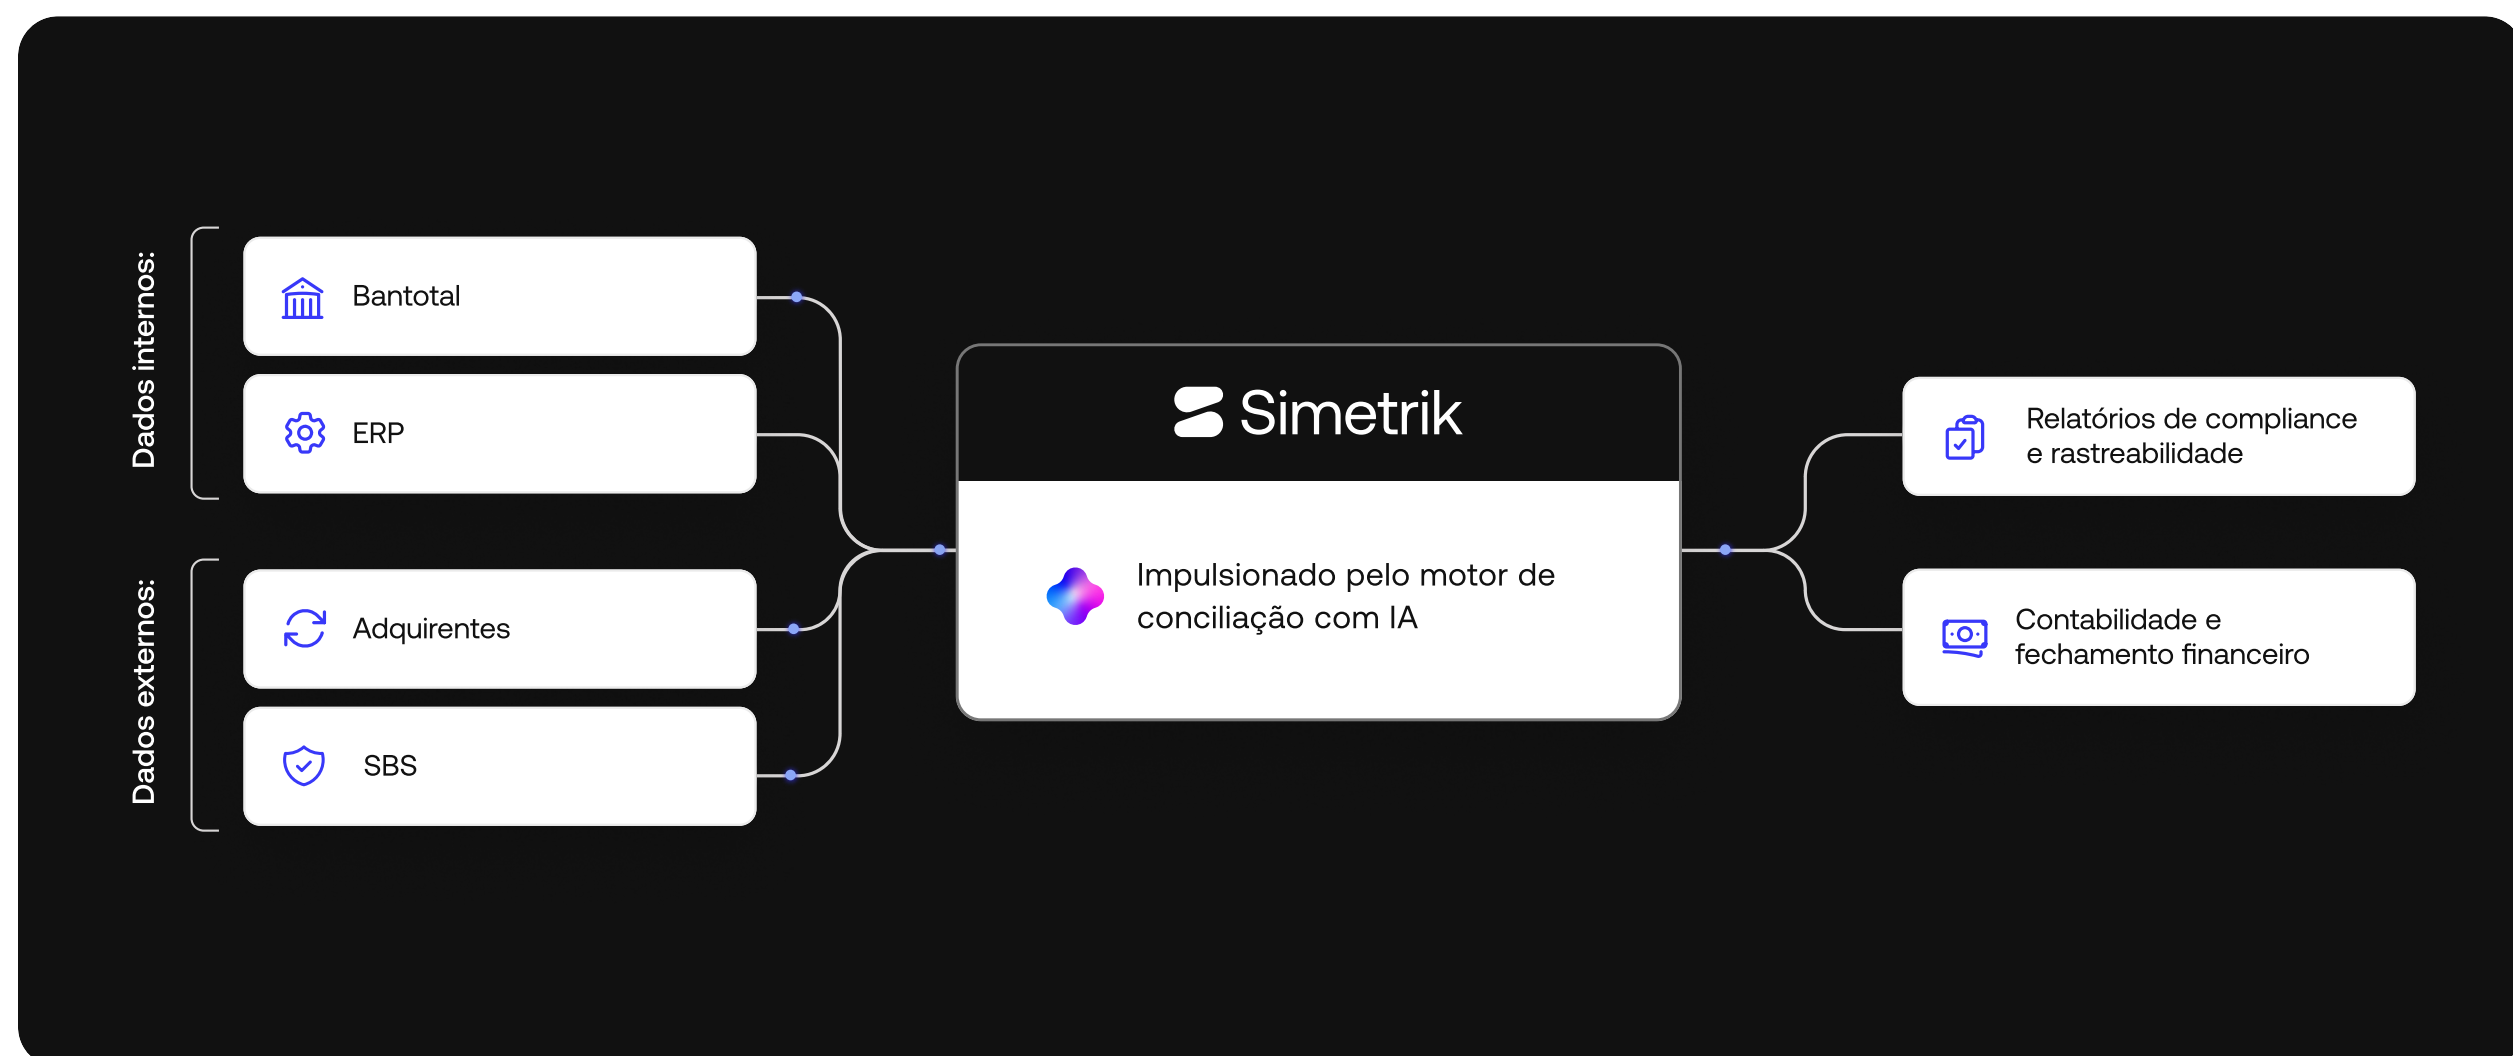 Dados internos:
Bantotal
ERP
Dados externos:
Adquirentes
SBS
Simetrik
Impulsionado pelo motor de
conciliação com IA
Relatórios de compliance
e rastreabilidade
Contabilidade e
fechamento financeiro